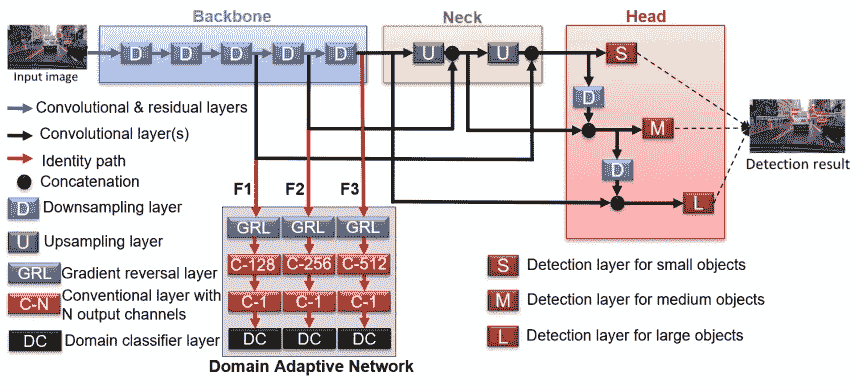 Backbone
Neck
Head
D D D D D
U U
S
Input image
Convolutional & residual layers
D
Convolutional layer(s)
M
Identity path
Detection result
Concatenation
D
F1 F2 F3
D Downsampling layer
L
GRL GRL GRL
U Upsampling layer
C-128 C-256 C-512
S Detection layer for small objects
GRL Gradient reversal layer
C-N Conventional layer with
N output channels
C-1 C-1 C-1
M Detection layer for medium objects
DC Domain classifier layer
DC DC DC
L Detection layer for large objects
Domain Adaptive Network